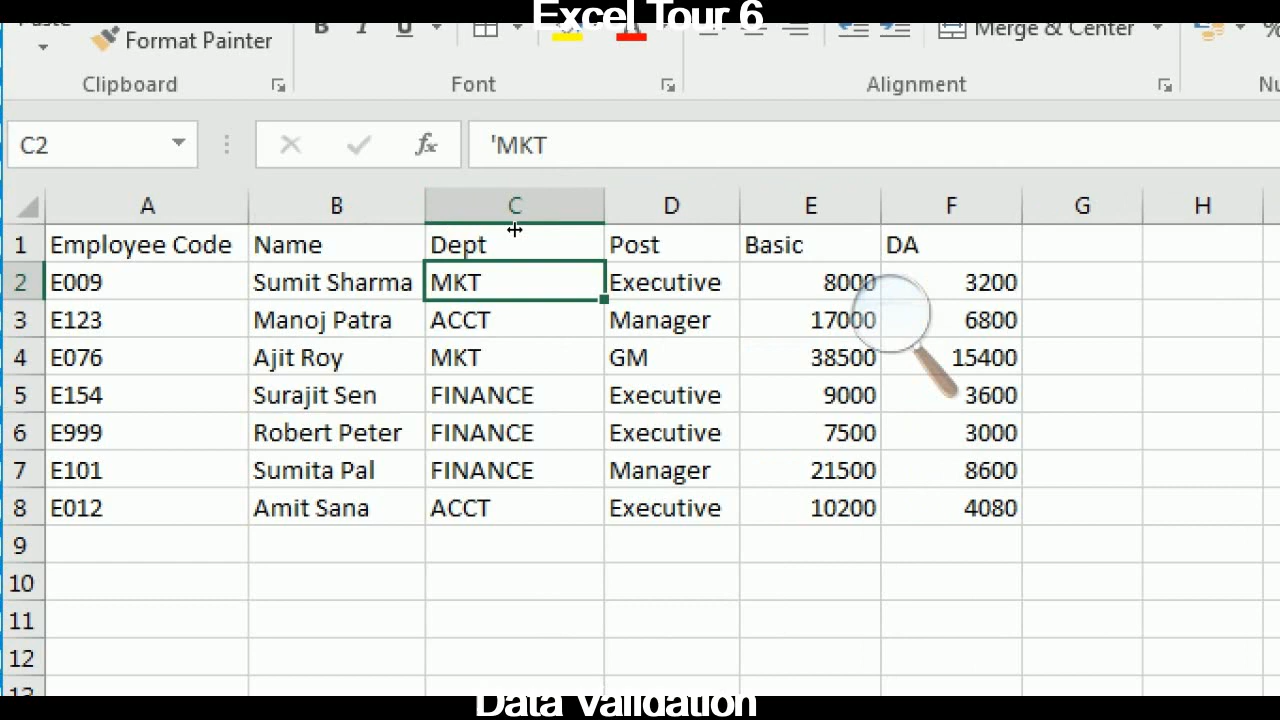 Excel Tour 6
B I U Merge & Center %
Format Painter
Clipboard Font Alignment
C2 fx 'MKT
A B C D E F G H
1 Employee Code Name Dept Post Basic DA
2 E009 Sumit Sharma MKT Executive 8000 3200
3 E123 Manoj Patra ACCT Manager 17000 6800
4 E076 Ajit Roy MKT GM 38500 15400
5 E154 Surajit Sen FINANCE Executive 9000 3600
6 E999 Robert Peter FINANCE Executive 7500 3000
7 E101 Sumita Pal FINANCE Manager 21500 8600
8 E012 Amit Sana ACCT Executive 10200 4080
9
10
11
12
Data Validation